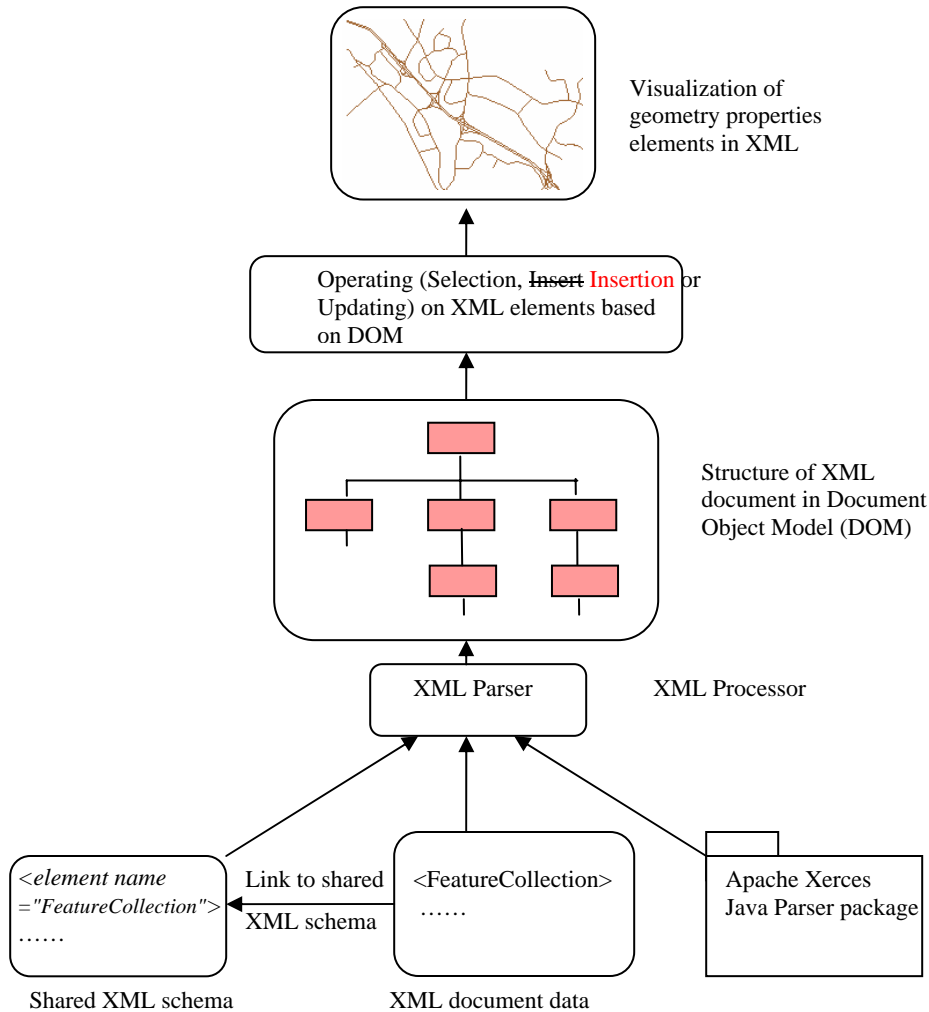 Visualization of
geometry properties
elements in XML
Operating (Selection, Insert Insertion or
Updating) on XML elements based
on DOM
Structure of XML
document in Document
Object Model (DOM)
XML Parser
XML Processor
<element name
="FeatureCollection">
……
Link to shared
XML schema
<FeatureCollection>
……
Apache Xerces
Java Parser package
Shared XML schema
XML document data